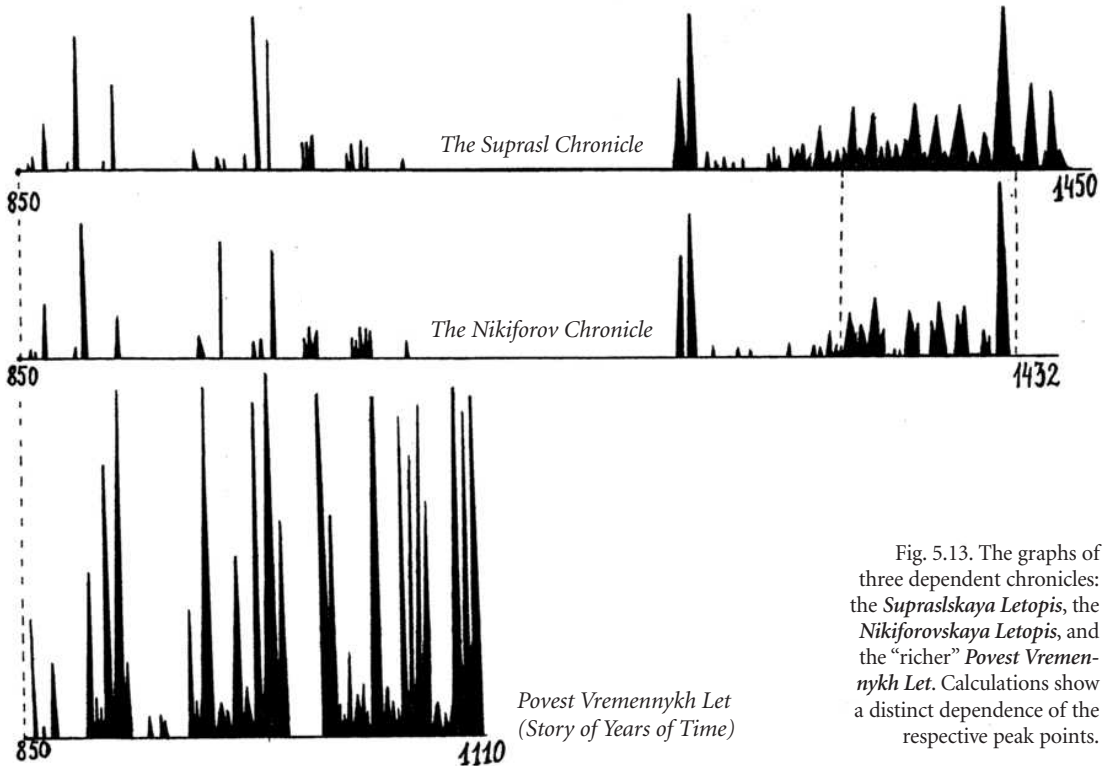 The Suprasl Chronicle
850
1450
The Nikiforov Chronicle
850
1432
Povest Vremennykh Let
(Story of Years of Time)
850
1110
Fig. 5.13. The graphs of
three dependent chronicles:
the Supraslskaya Letopis, the
Nikiforovskaya Letopis, and
the “richer” Povest Vremen-
nykh Let. Calculations show
a distinct dependence of the
respective peak points.